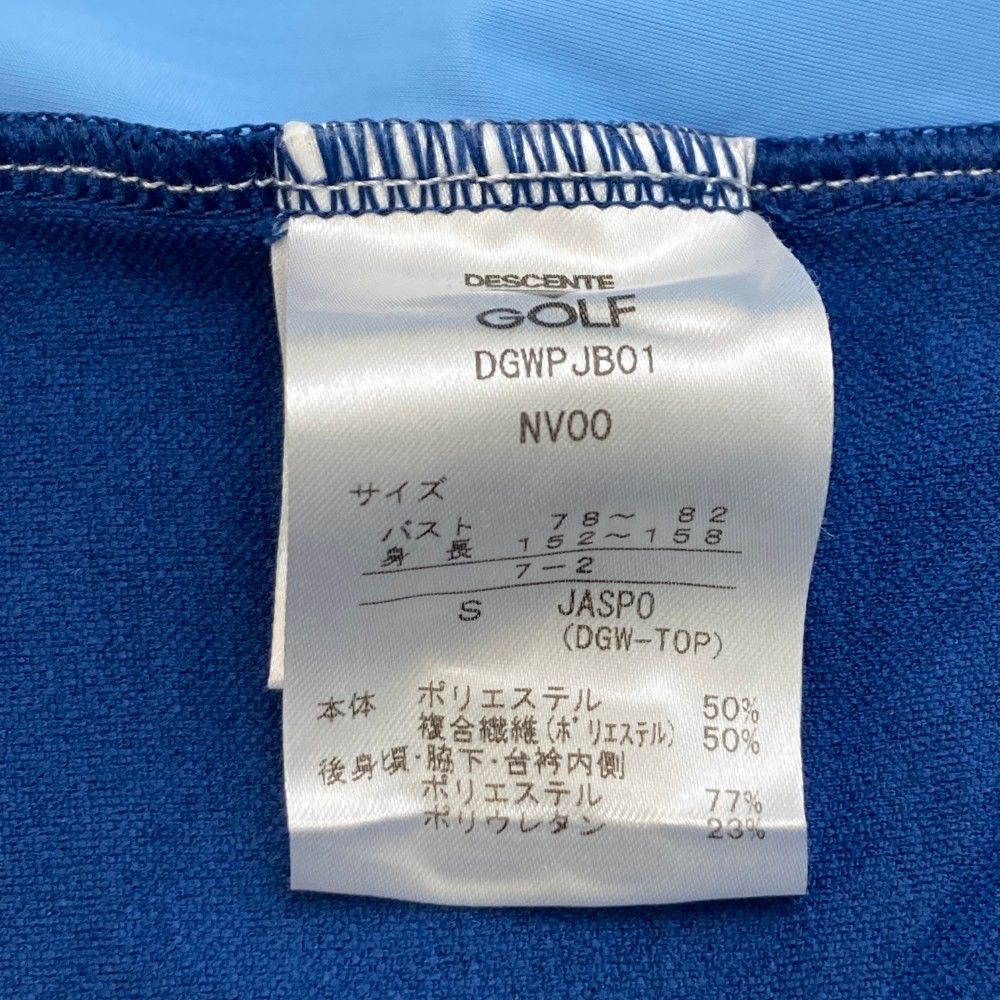 DESCENTE
GOLF
DGWPJB01
NV00
サイズ
バスト 78～ 82
身長 152～158
7-2
S JASPO
(DGW-TOP)
本体 ポリエステル 50%
複合繊維(ポリエステル) 50%
後身頃・脇下・台衿内側
ポリエステル 77%
ポリウレタン 23%